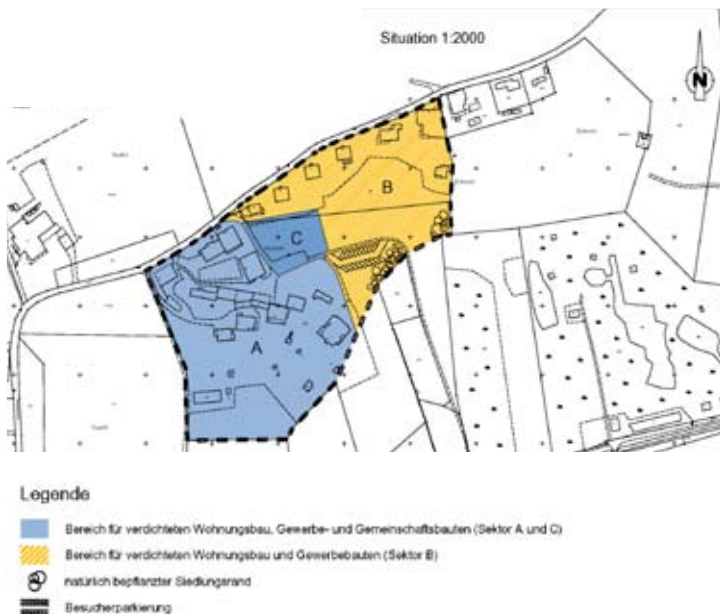 Situation 1:2000
N
B
C
A
Legende
Bereich für verdichteten Wohnungsbau, Gewerbe- und Gemeinschaftsbauten (Sektor A und C)
Bereich für verdichteten Wohnungsbau und Gewerbebauten (Sektor B)
natürlich bepflanzter Siedlungsrand
Besucherparkierung